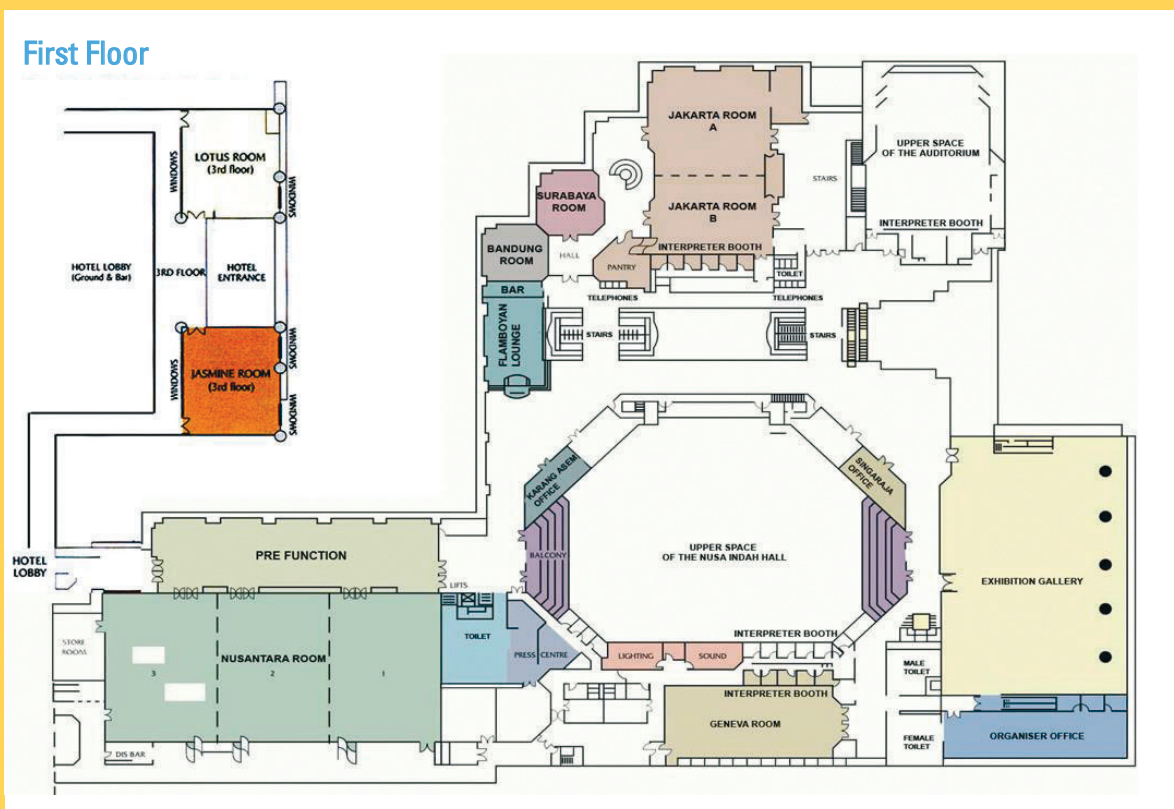 First Floor
LOTUS ROOM
(3rd floor)
WINDOWS
WINDOWS
HOTEL LOBBY
(Ground & Bar)
3RD FLOOR
HOTEL
ENTRANCE
WINDOWS
JASMINE ROOM
(3rd floor)
WINDOWS
WINDOWS
HOTEL
LOBBY
JAKARTA ROOM
A
JAKARTA ROOM
B
INTERPRETER BOOTH
SURABAYA
ROOM
BANDUNG
ROOM
HALL
PANTRY
BAR
FLAMBOYAN
LOUNGE
TELEPHONES
STAIRS
TOILET
TELEPHONES
STAIRS
STAIRS
UPPER SPACE
OF THE AUDITORIUM
INTERPRETER BOOTH
KARANG ASEM
OFFICE
SINGARAJA
OFFICE
BALCONY
UPPER SPACE
OF THE NUSA INDAH HALL
EXHIBITION GALLERY
PRE FUNCTION
LIFTS
STORE
ROOMS
NUSANTARA ROOM
3
2
1
TOILET
PRESS CENTRE
LIGHTING
SOUND
INTERPRETER BOOTH
INTERPRETER BOOTH
GENEVA ROOM
MALE
TOILET
FEMALE
TOILET
ORGANISER OFFICE
DIS BAR